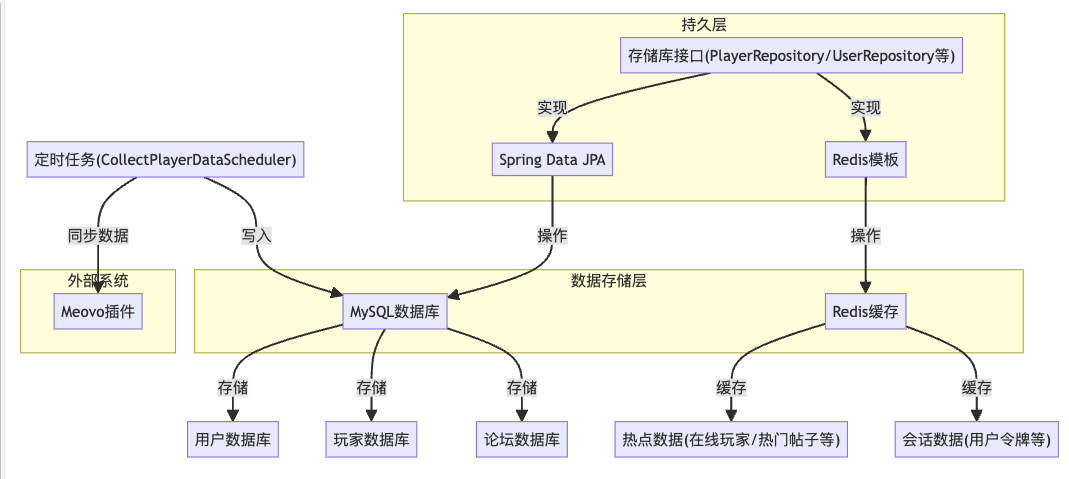 持久层
存储库接口(PlayerRepository/UserRepository等)
实现
实现
定时任务(CollectPlayerDataScheduler)
Spring Data JPA
Redis模板
同步数据
写入
操作
操作
外部系统
数据存储层
Meovo插件
MySQL数据库
Redis缓存
存储
存储
存储
缓存
缓存
用户数据库
玩家数据库
论坛数据库
热点数据(在线玩家/热门帖子等)
会话数据(用户令牌等)